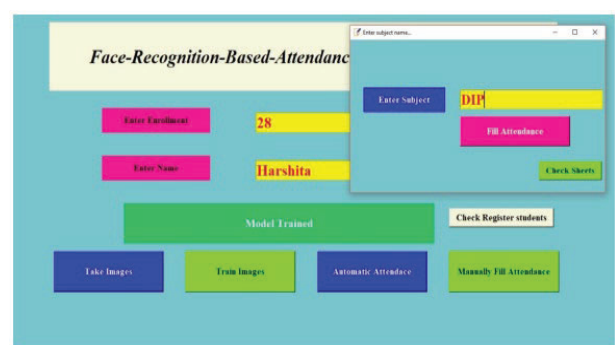 Enter subject name...
Face-Recognition-Based-Attendanc
Enter Subject
DIP
Enter Enrollment
28
Fill Attendance
Enter Name
Harshita
Check Sheets
Model Trained
Check Register students
Take Images
Train Images
Automatic Attendace
Manually Fill Attendance